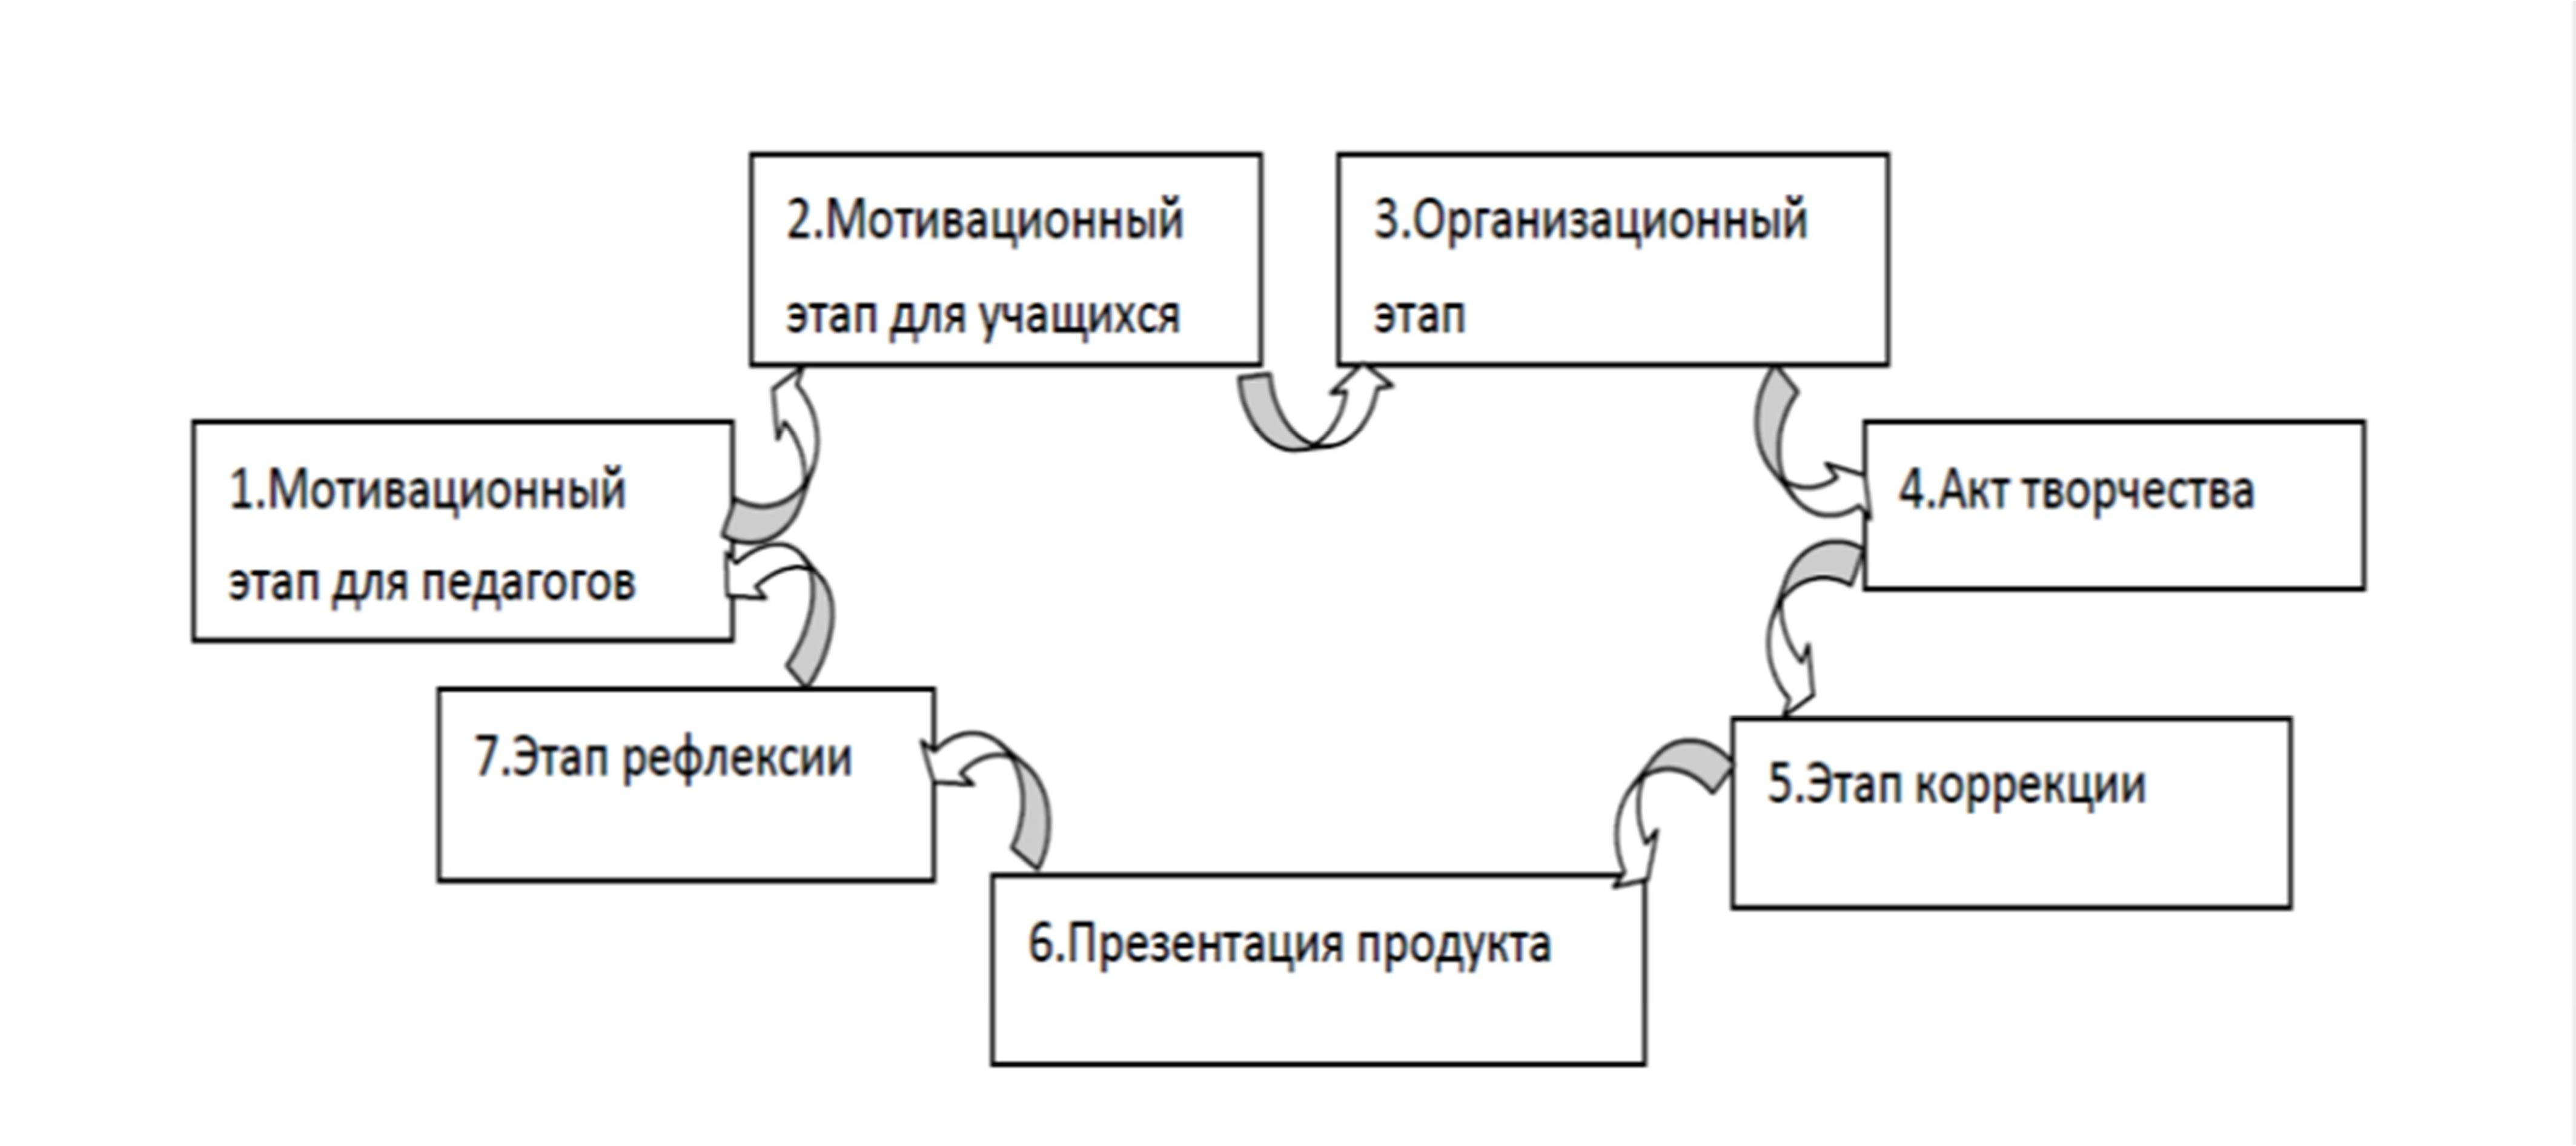 1.Мотивационный
этап для педагогов
2.Мотивационный
этап для учащихся
3.Организационный
этап
4.Акт творчества
5.Этап коррекции
6.Презентация продукта
7.Этап рефлексии